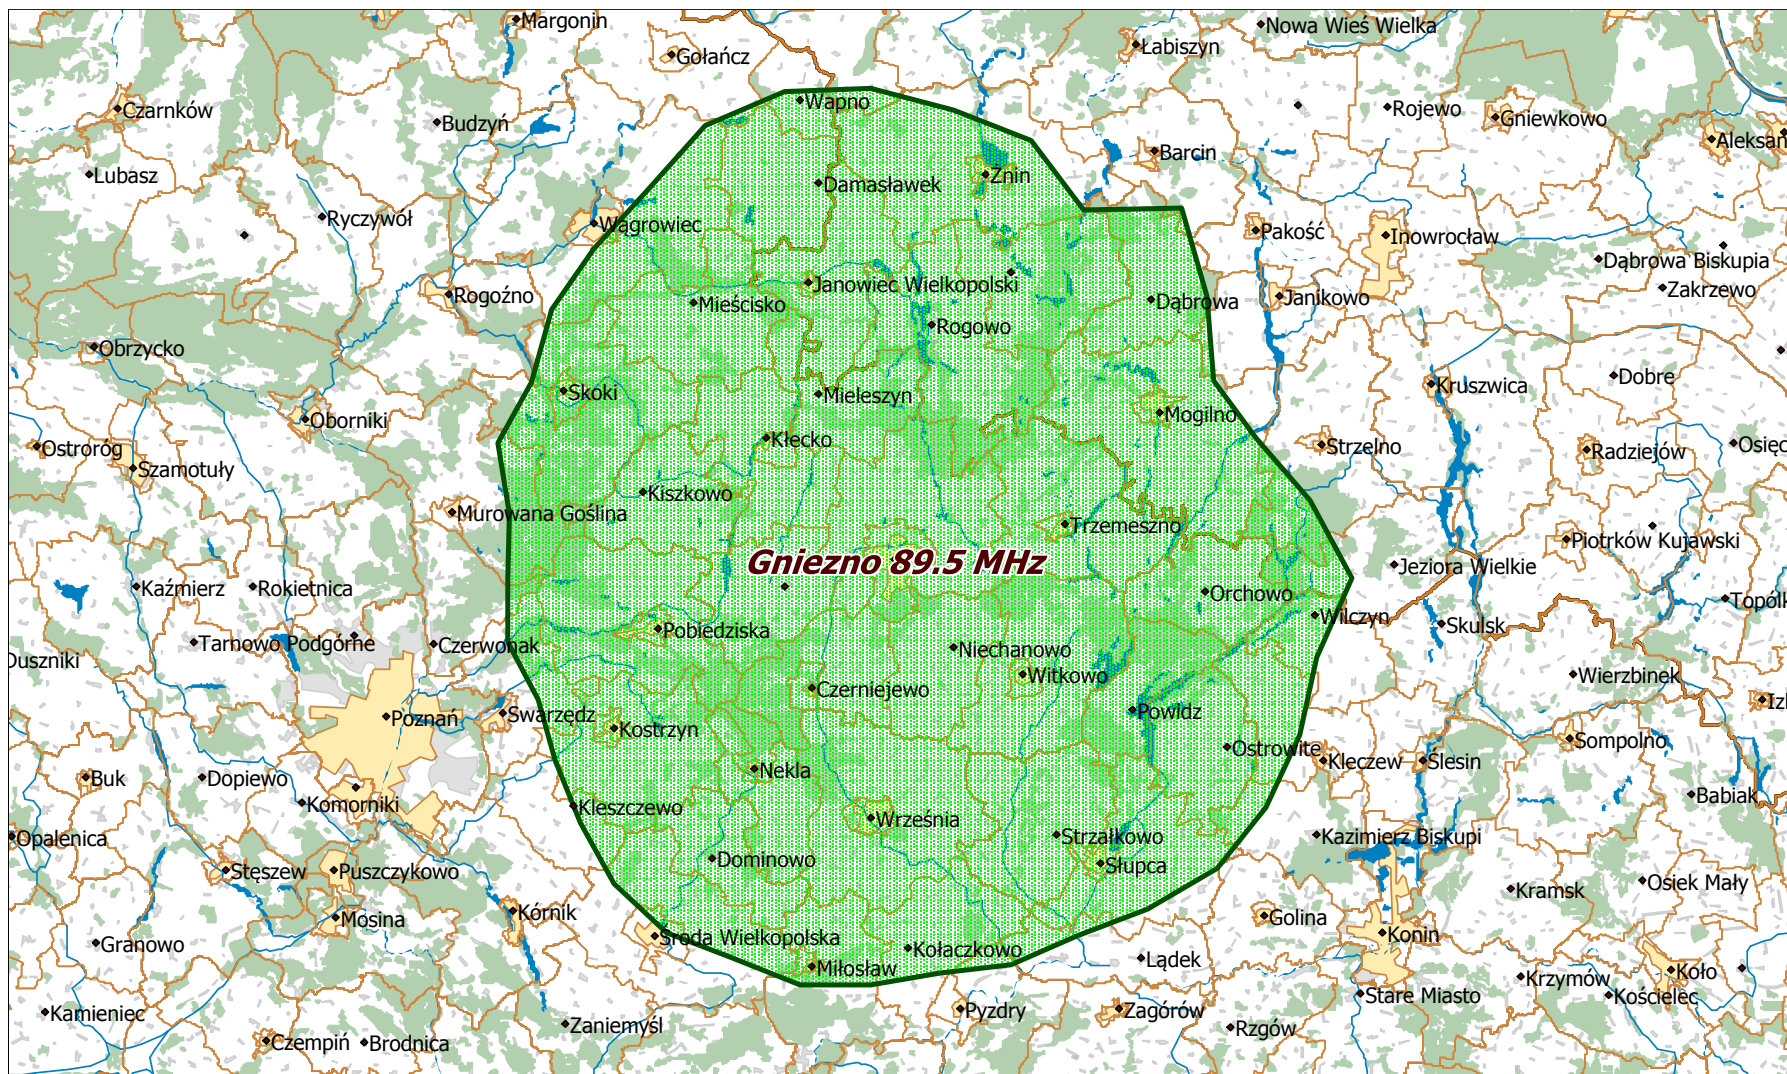 Margonin
Nowa Wieś Wielka
Gołańcz
Łabiszyn
Wapno
Czarnków
Budzyń
Rojewo
Gniewkowo
Aleksan
Barcin
Lubasz
Damasławek
Żnin
Ryczywół
Wągrowiec
Pakość
Inowrocław
Dąbrowa Biskupia
Rogoźno
Mieścisko
Janowiec Wielkopolski
Dąbrowa
Janikowo
Zakrzewo
Rogowo
Obrzycko
Skoki
Mieleszyn
Kruszwica
Dobre
Oborniki
Mogilno
Kłecko
Ostroróg
Szamotuły
Strzelno
Radziejów
Osięc
Kiszkowo
Murowana Goślina
Trzemeszno
Piotrków Kujawski
Gniezno 89.5 MHz
Jeziora Wielkie
Kaźmierz
Rokietnica
Orchowo
Topólk
Wilczyn
Skulsk
Pobiedziska
Tarnowo Podgórne
Czerwonak
Niechanowo
Duszniki
Witkowo
Wierzbinek
Czerniejewo
Izb
Poznań
Swarzędz
Kostrzyn
Powidz
Sompolno
Ostrowite
Kleczew
Ślesin
Buk
Dopiewo
Nekla
Komorniki
Kleszczewo
Babiak
Września
Opalenica
Strzałkowo
Kazimierz Biskupi
Dominowo
Słupca
Stęszew
Puszczykowo
Osiek Mały
Kramsk
Kórnik
Mosina
Golina
Konin
Granowo
Środa Wielkopolska
Kołaczkowo
Miłosław
Lądek
Koło
Krzymów
Stare Miasto
Kościelec
Kamieniec
Zaniemyśl
Pyzdry
Zagórów
Rzgów
Czempiń
Brodnica